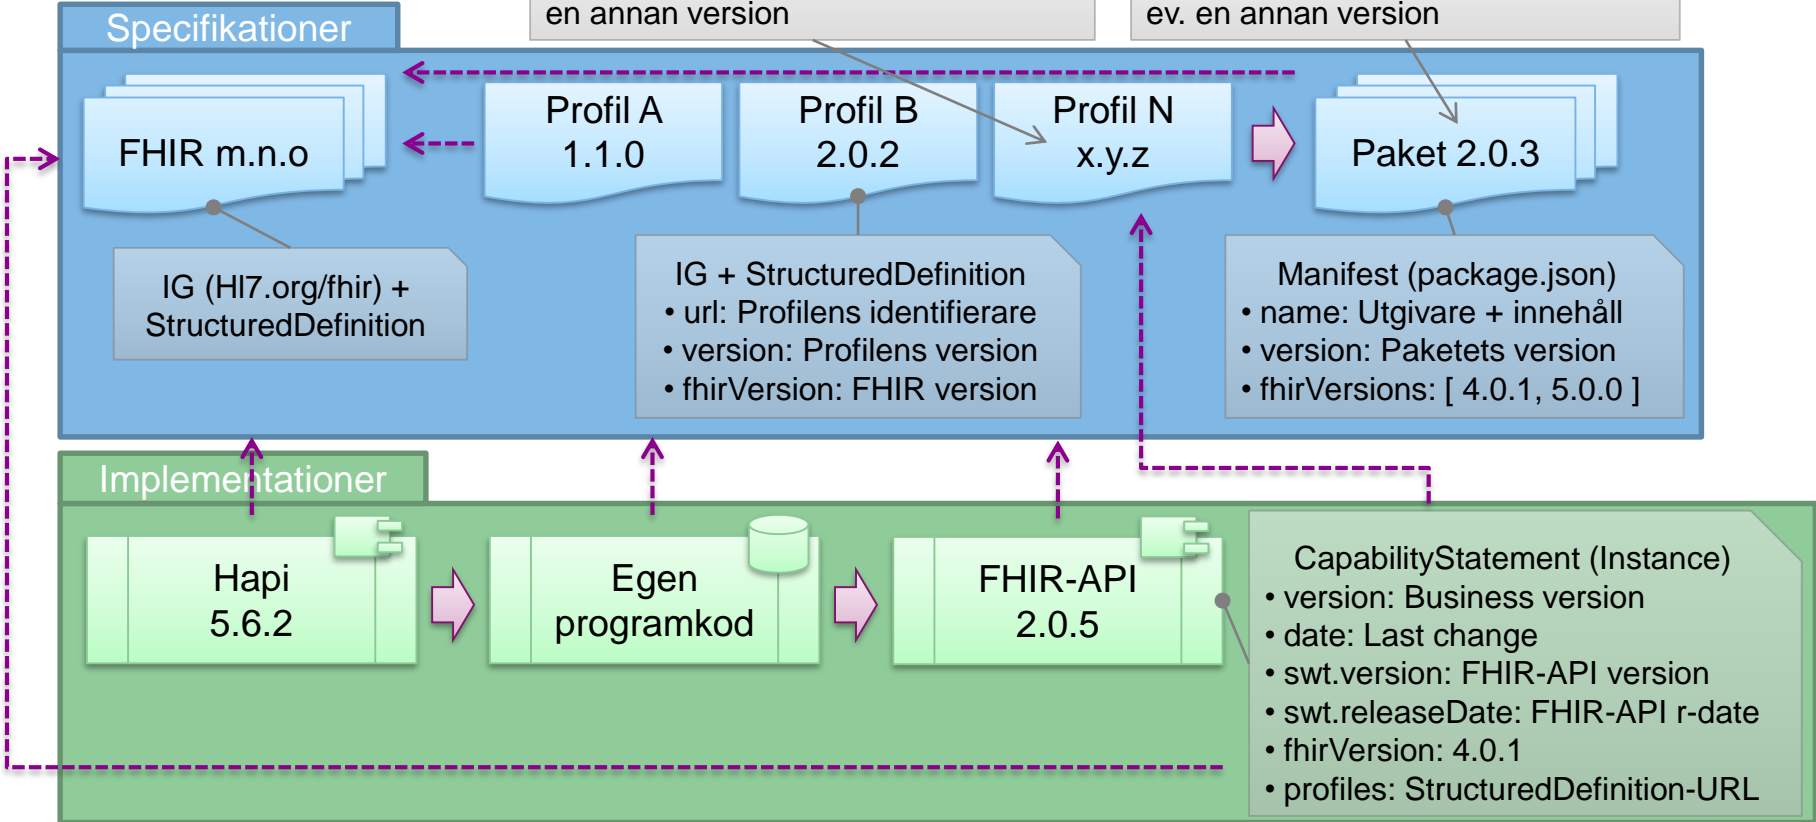 en annan version
ev. en annan version
Specifikationer
FHIR m.n.o
Profil A
1.1.0
Profil B
2.0.2
Profil N
x.y.z
Paket 2.0.3
IG (Hl7.org/fhir) +
StructuredDefinition
IG + StructuredDefinition
• url: Profilens identifierare
• version: Profilens version
• fhirVersion: FHIR version
Manifest (package.json)
• name: Utgivare + innehåll
• version: Paketets version
• fhirVersions: [ 4.0.1, 5.0.0 ]
Implementationer
Hapi
5.6.2
Egen
programkod
FHIR-API
2.0.5
CapabilityStatement (Instance)
• version: Business version
• date: Last change
• swt.version: FHIR-API version
• swt.releaseDate: FHIR-API r-date
• fhirVersion: 4.0.1
• profiles: StructuredDefinition-URL